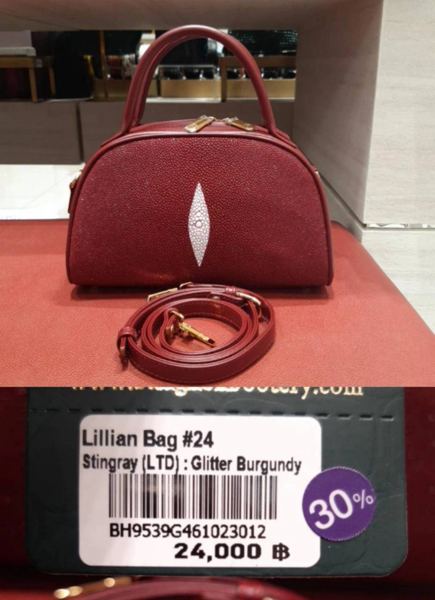 Lillian Bag #24
Stingray (LTD) : Glitter Burgundy
BH9539G461023012
24,000 ฿
30%